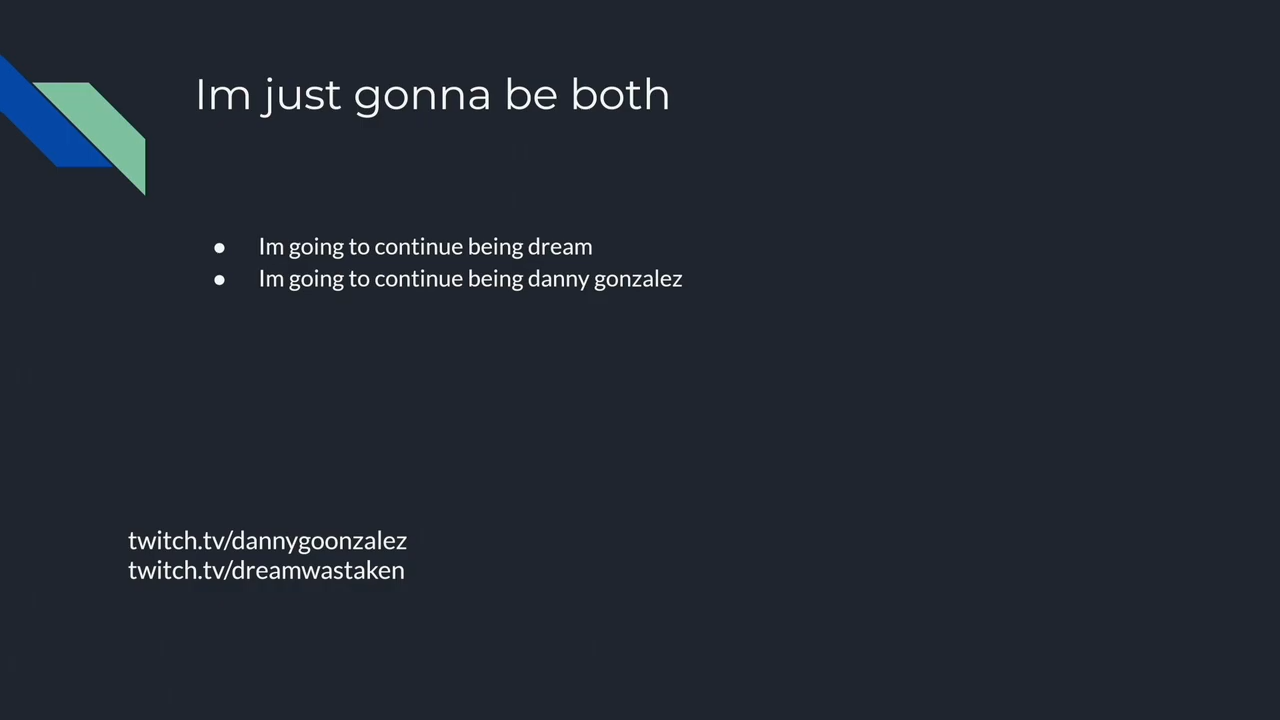 Im just gonna be both
● Im going to continue being dream
● Im going to continue being danny gonzalez
twitch.tv/dannygoonzalez
twitch.tv/dreamwastaken